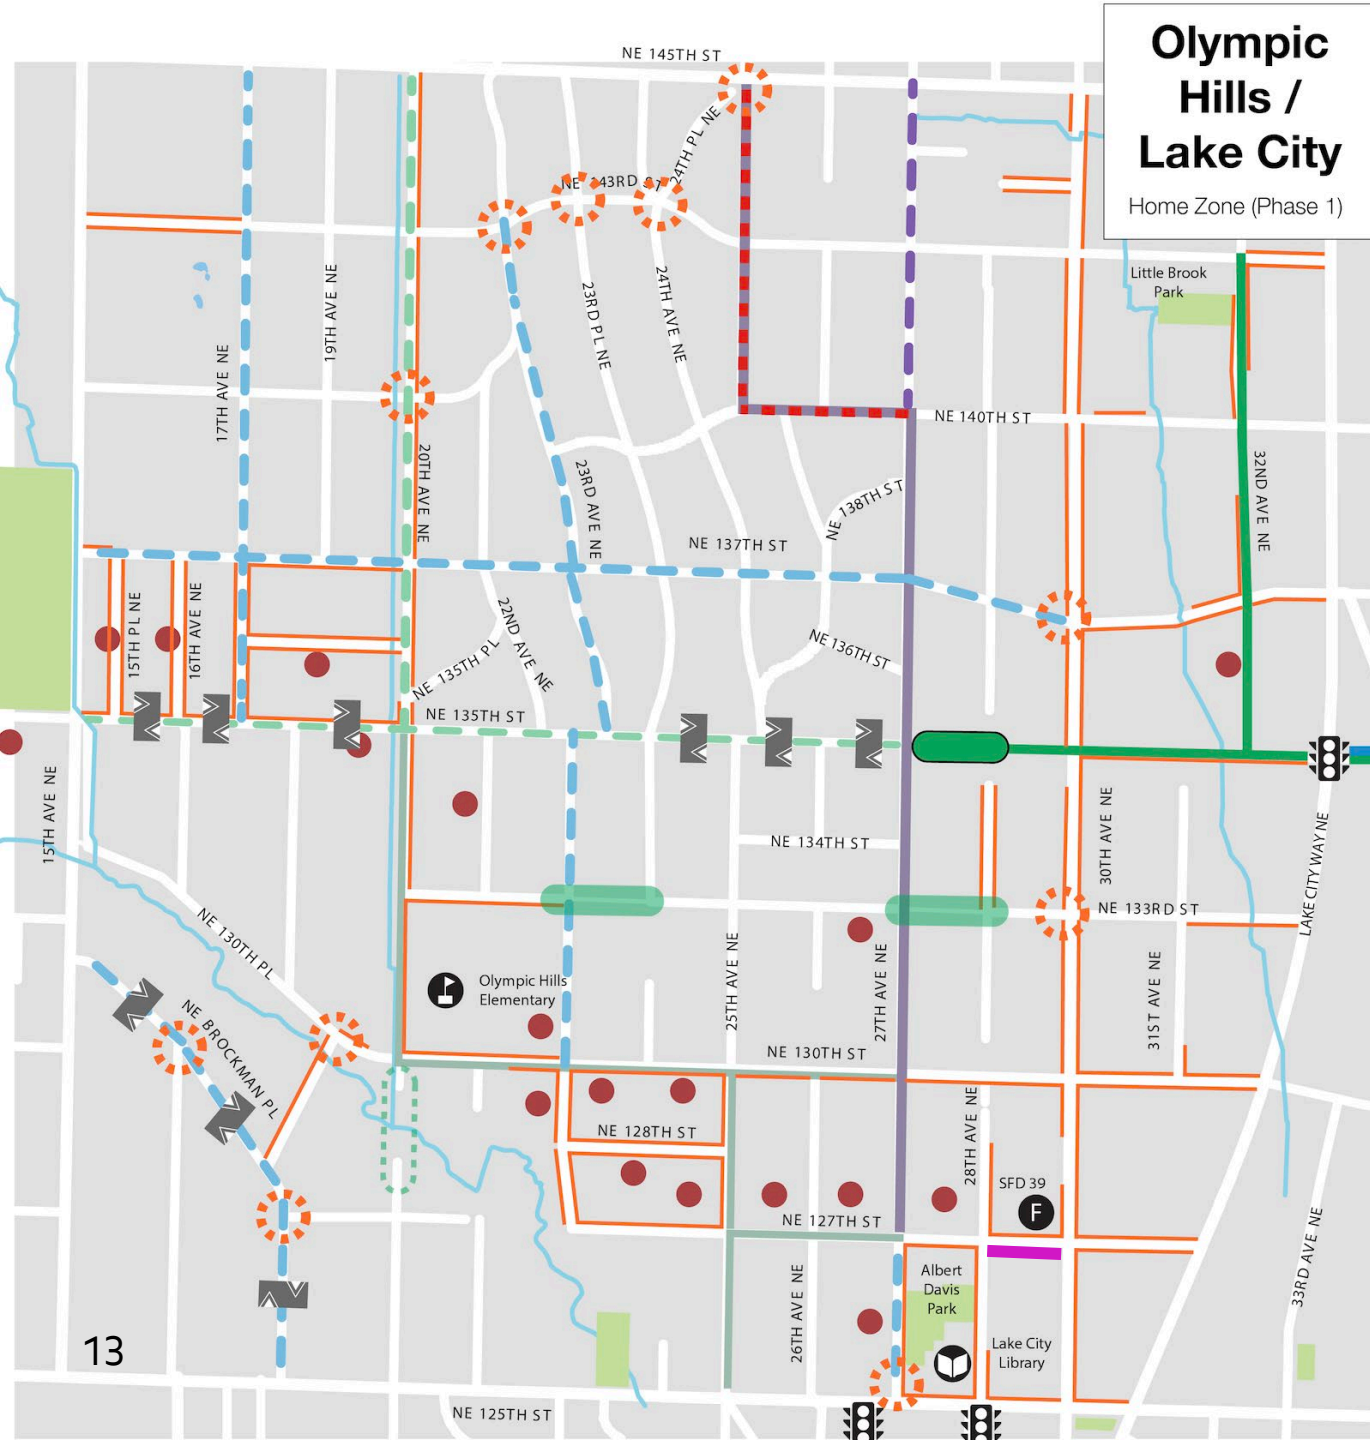 Olympic
Hills /
Lake City
Home Zone (Phase 1)
NE 145TH ST
24TH PL NE
NE 143RD ST
Little Brook
Park
19TH AVE NE
23RD PL NE
24TH AVE NE
17TH AVE NE
NE 140TH ST
20TH AVE NE
23RD AVE NE
32ND AVE NE
NE 138TH ST
NE 137TH ST
15TH PL NE
16TH AVE NE
22ND AVE NE
NE 135TH PL
NE 136TH ST
NE 135TH ST
15TH AVE NE
NE 134TH ST
30TH AVE NE
LAKE CITY WAY NE
NE 133RD ST
NE 130TH PL
25TH AVE NE
27TH AVE NE
31ST AVE NE
Olympic Hills
Elementary
NE BROCKMAN PL
NE 130TH ST
28TH AVE NE
NE 128TH ST
SFD 39
F
NE 127TH ST
33RD AVE NE
26TH AVE NE
Albert
Davis
Park
Lake City
Library
13
NE 125TH ST